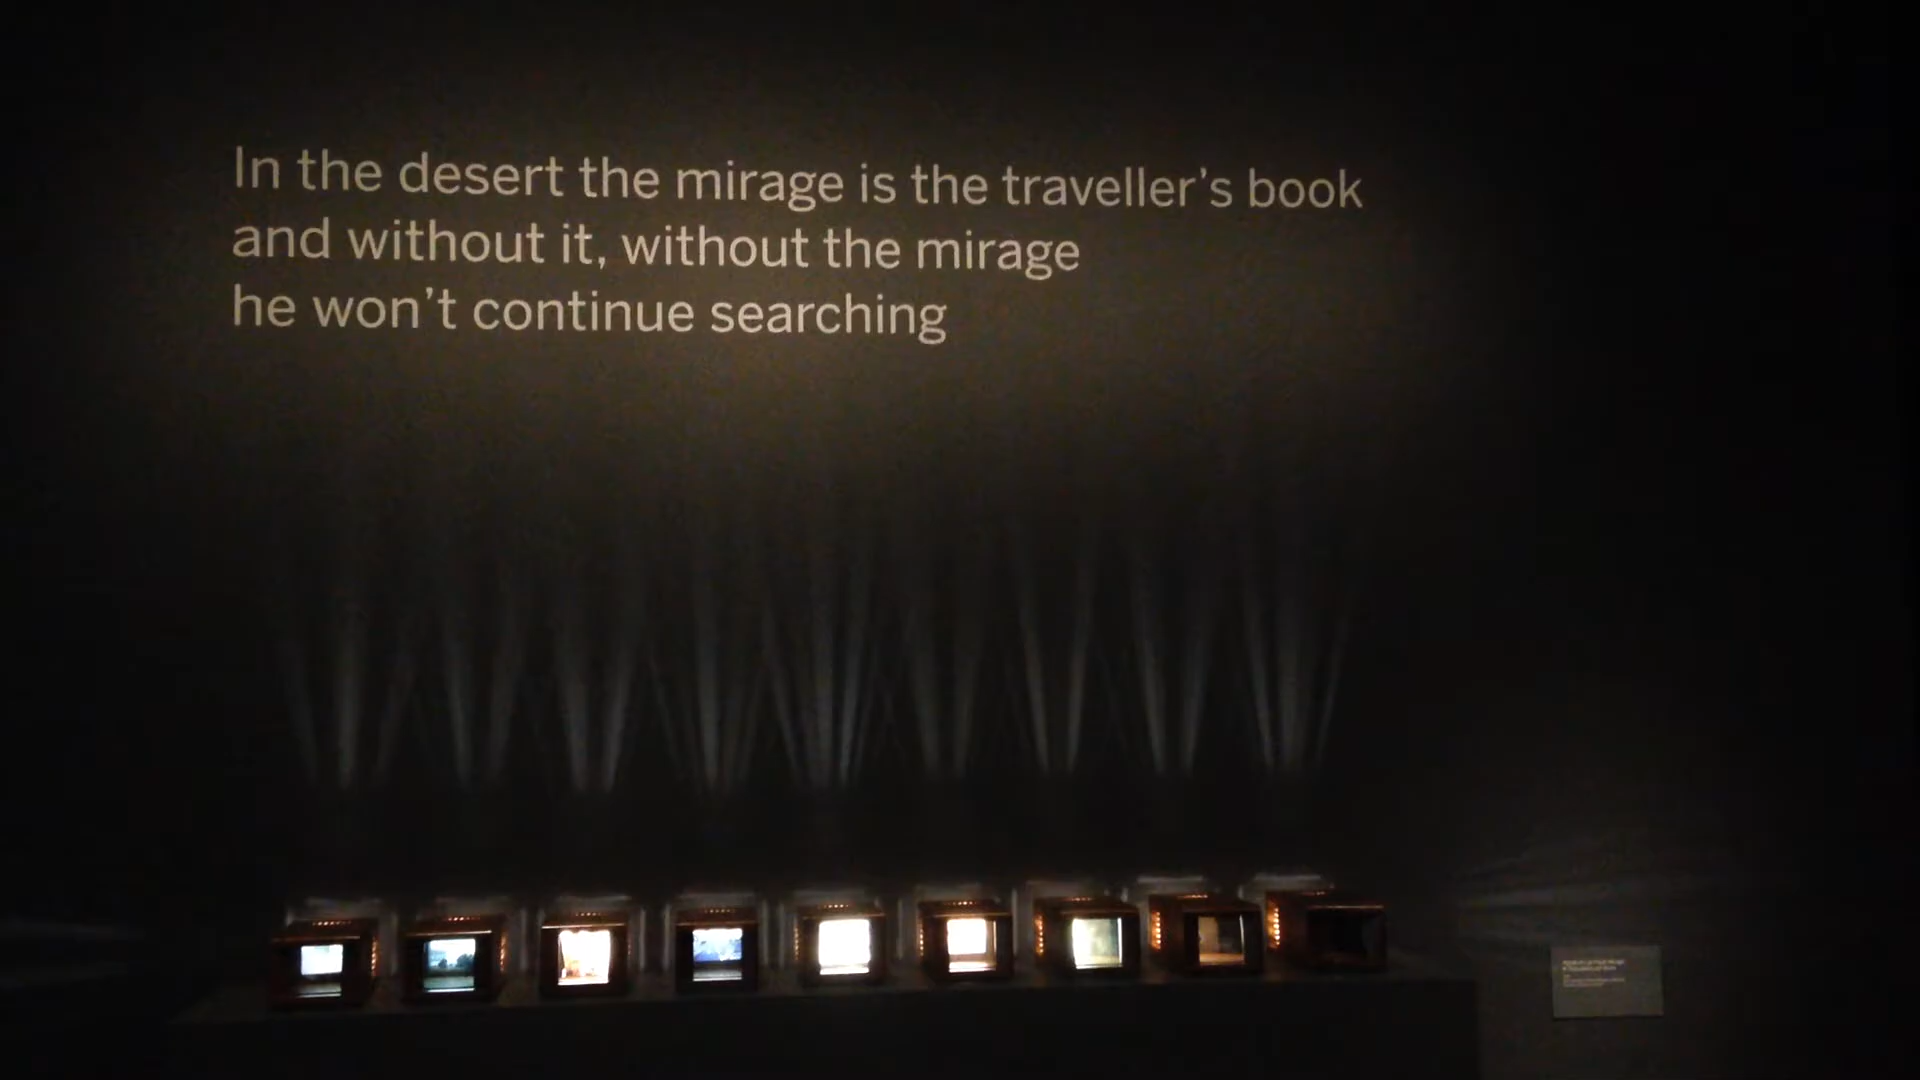 In the desert the mirage is the traveller’s book
and without it, without the mirage
he won’t continue searching